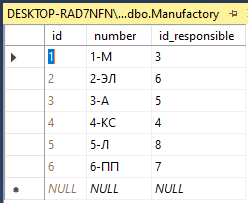 DESKTOP-RAD7NFN\...dbo.Manufactory
id number id_responsible
1 1-М 3
2 2-ЭЛ 6
3 3-А 5
4 4-КС 4
5 5-Л 8
6 6-ПП 7
NULL NULL NULL